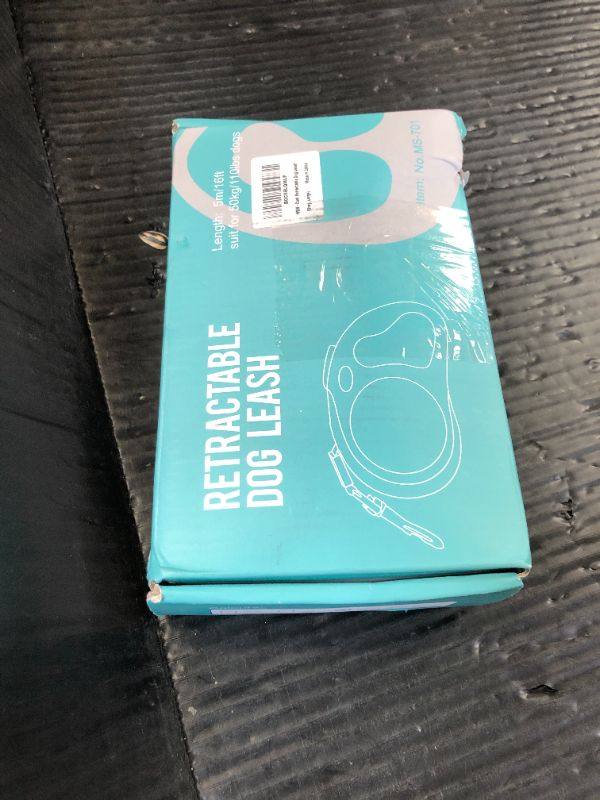 Length: 5m/16ft
suit for 50kg/110lbs dogs
Item: No.MS-701
RETRACTABLE
DOG LEASH